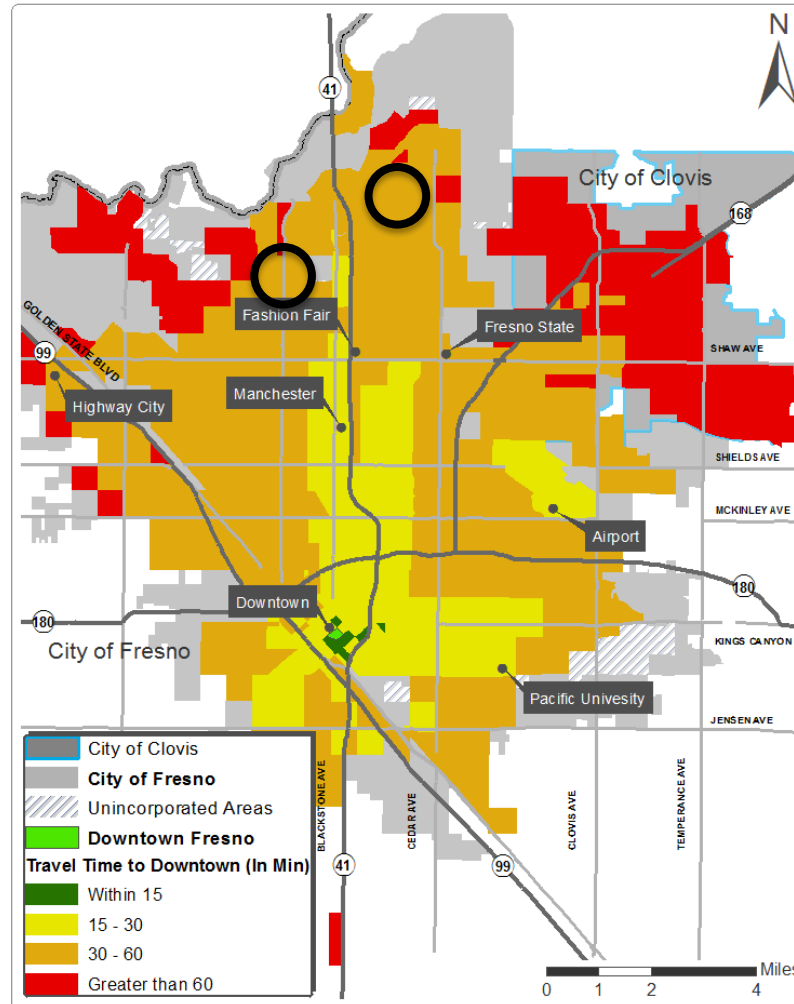 N
41
City of Clovis
168
GOLDEN STATE BLVD
Fashion Fair
Fresno State
99
SHAW AVE
Highway City
Manchester
SHIELDS AVE
MCKINLEY AVE
Airport
Downtown
180
180
City of Fresno
KINGS CANYON
Pacific Univesity
JENSEN AVE
City of Clovis
City of Fresno
Unincorporated Areas
Downtown Fresno
Travel Time to Downtown (In Min)
Within 15
15 - 30
30 - 60
Greater than 60
BLACKSTONE AVE
CEDAR AVE
CLOVIS AVE
TEMPERANCE AVE
41
99
Miles
0 1 2 4